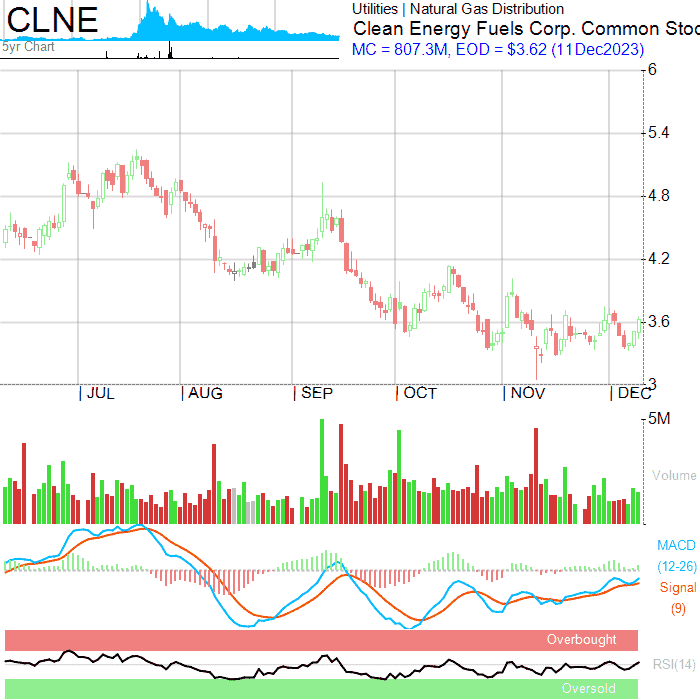 CLNE
5yr Chart
Utilities | Natural Gas Distribution
Clean Energy Fuels Corp. Common Stoc
MC = 807.3M, EOD = $3.62 (11Dec2023)
6
5.4
4.8
4.2
3.6
3
JUL AUG SEP OCT NOV DEC
5M
Volume
MACD
(12-26)
Signal
(9)
Overbought
RSI(14)
Oversold